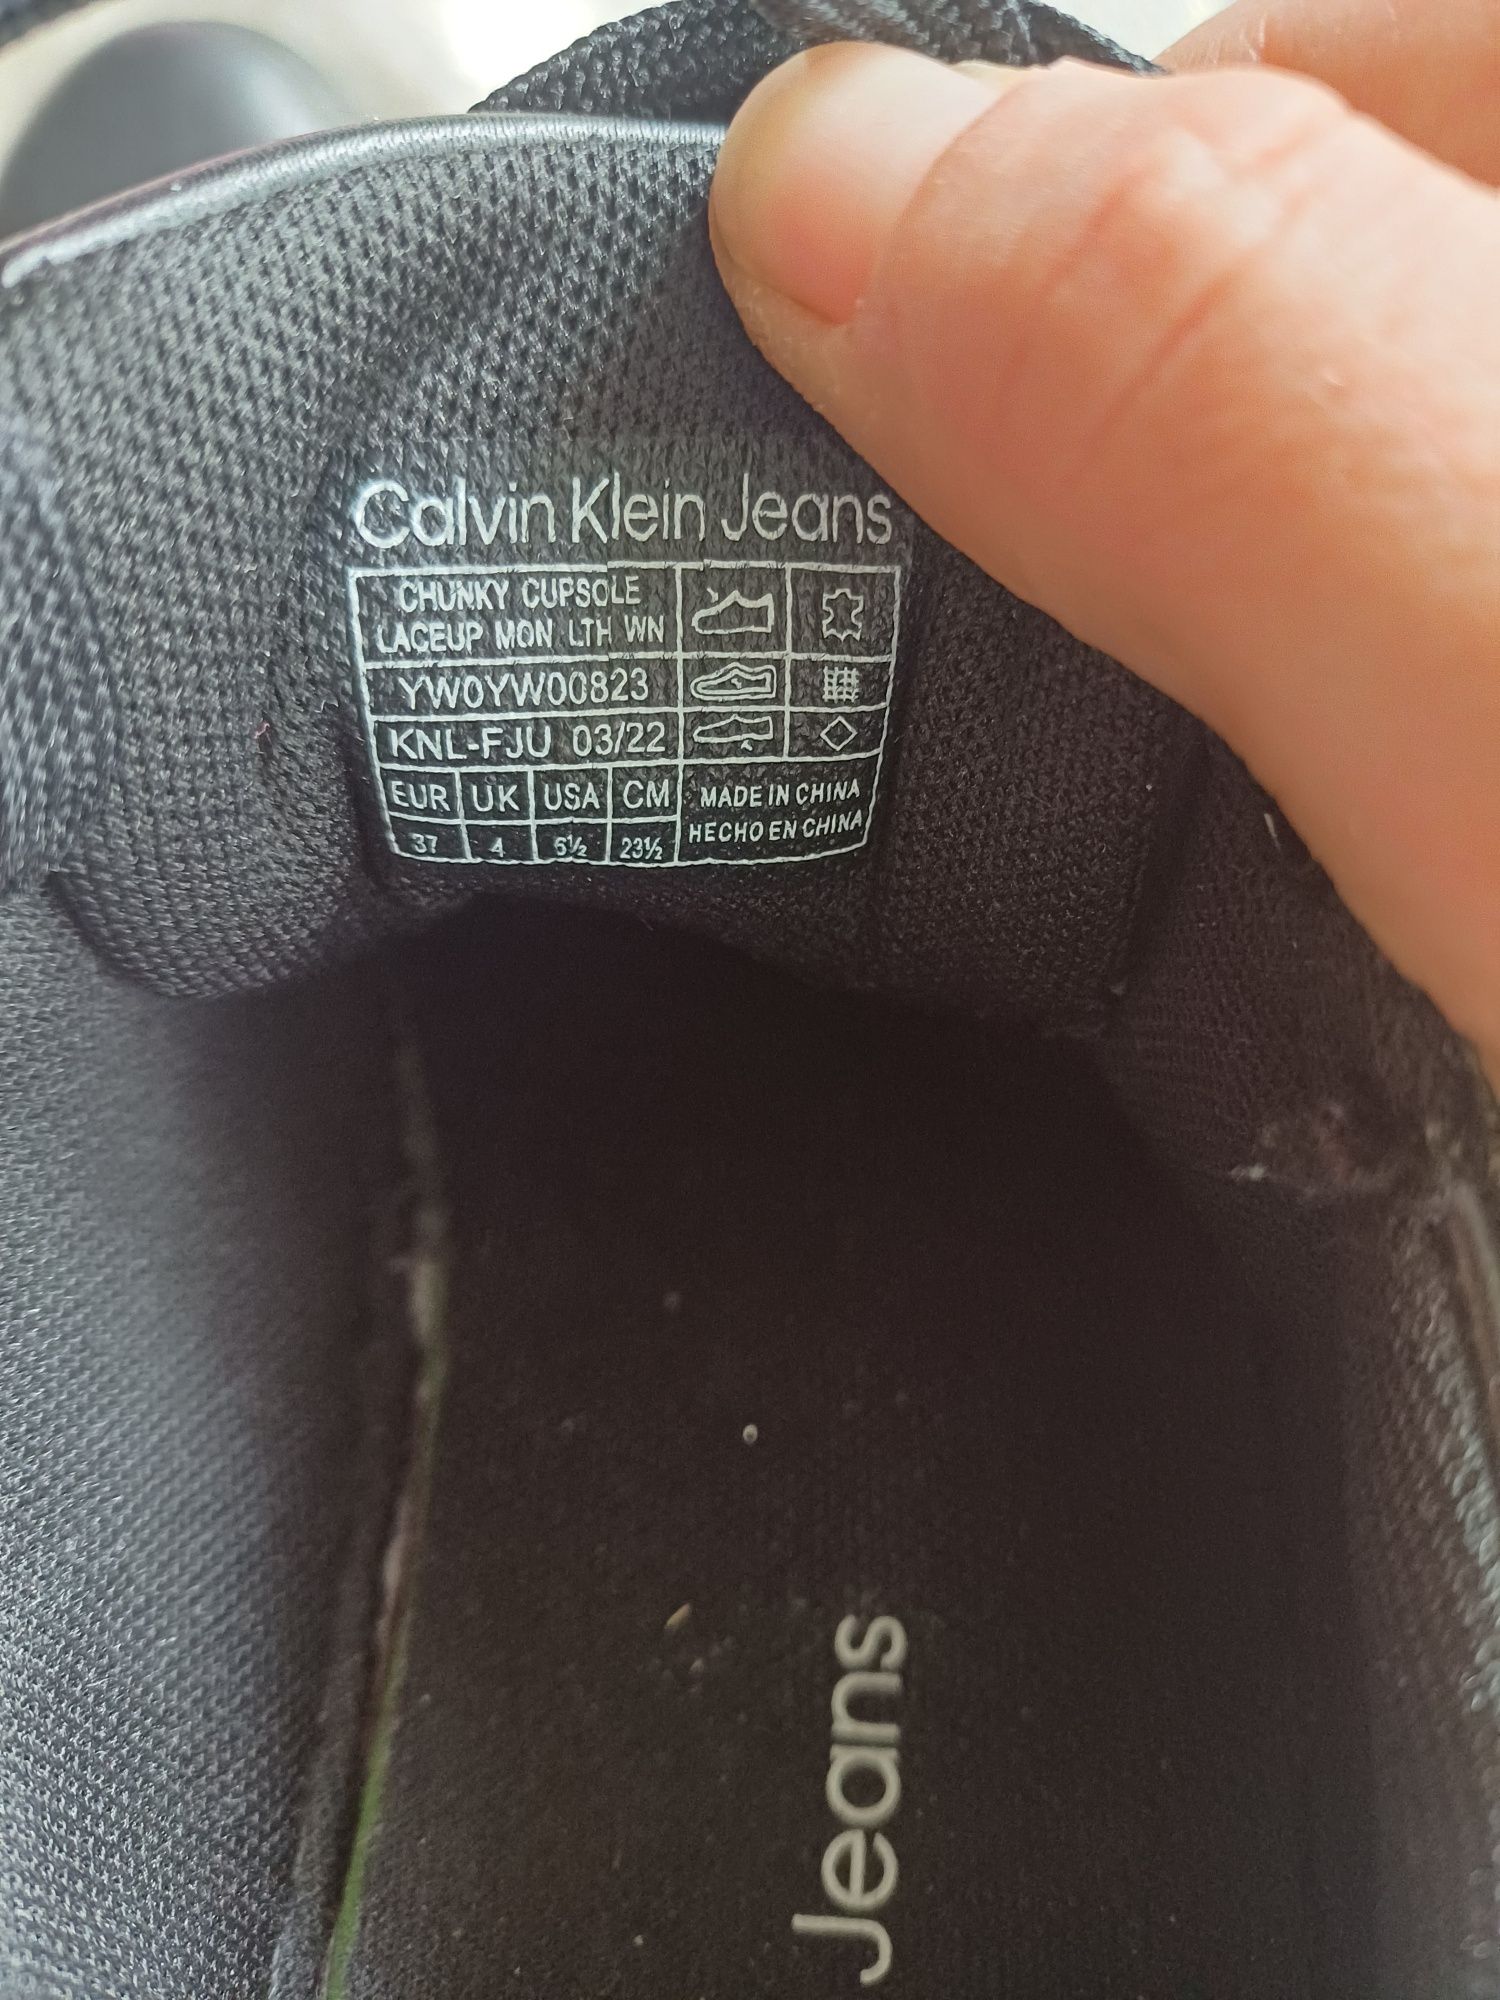 Calvin Klein Jeans
CHUNKY CUPSOLE
LACEUP MON LTH WN
YW0YW00823
KNL-FJU 03/22
EUR UK USA CM
37 4 6½ 23½
MADE IN CHINA
HECHO EN CHINA
Jeans